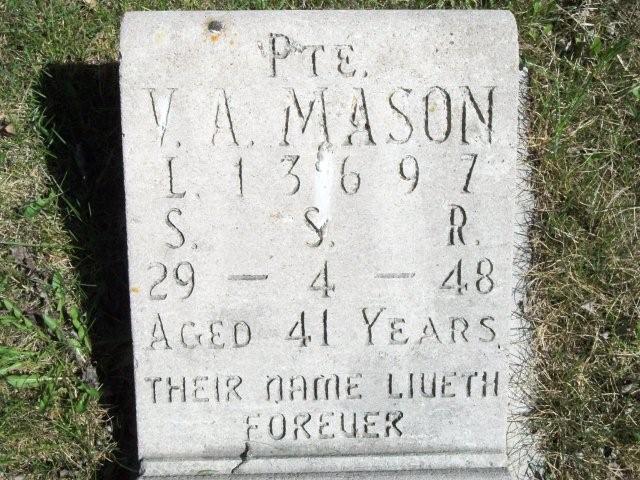 PTE.
V. A. MASON.
L. 13697
S. S. R.
29 – 4 – 48
AGED 41 YEARS.
THEIR NAME LIVETH
FOREVER